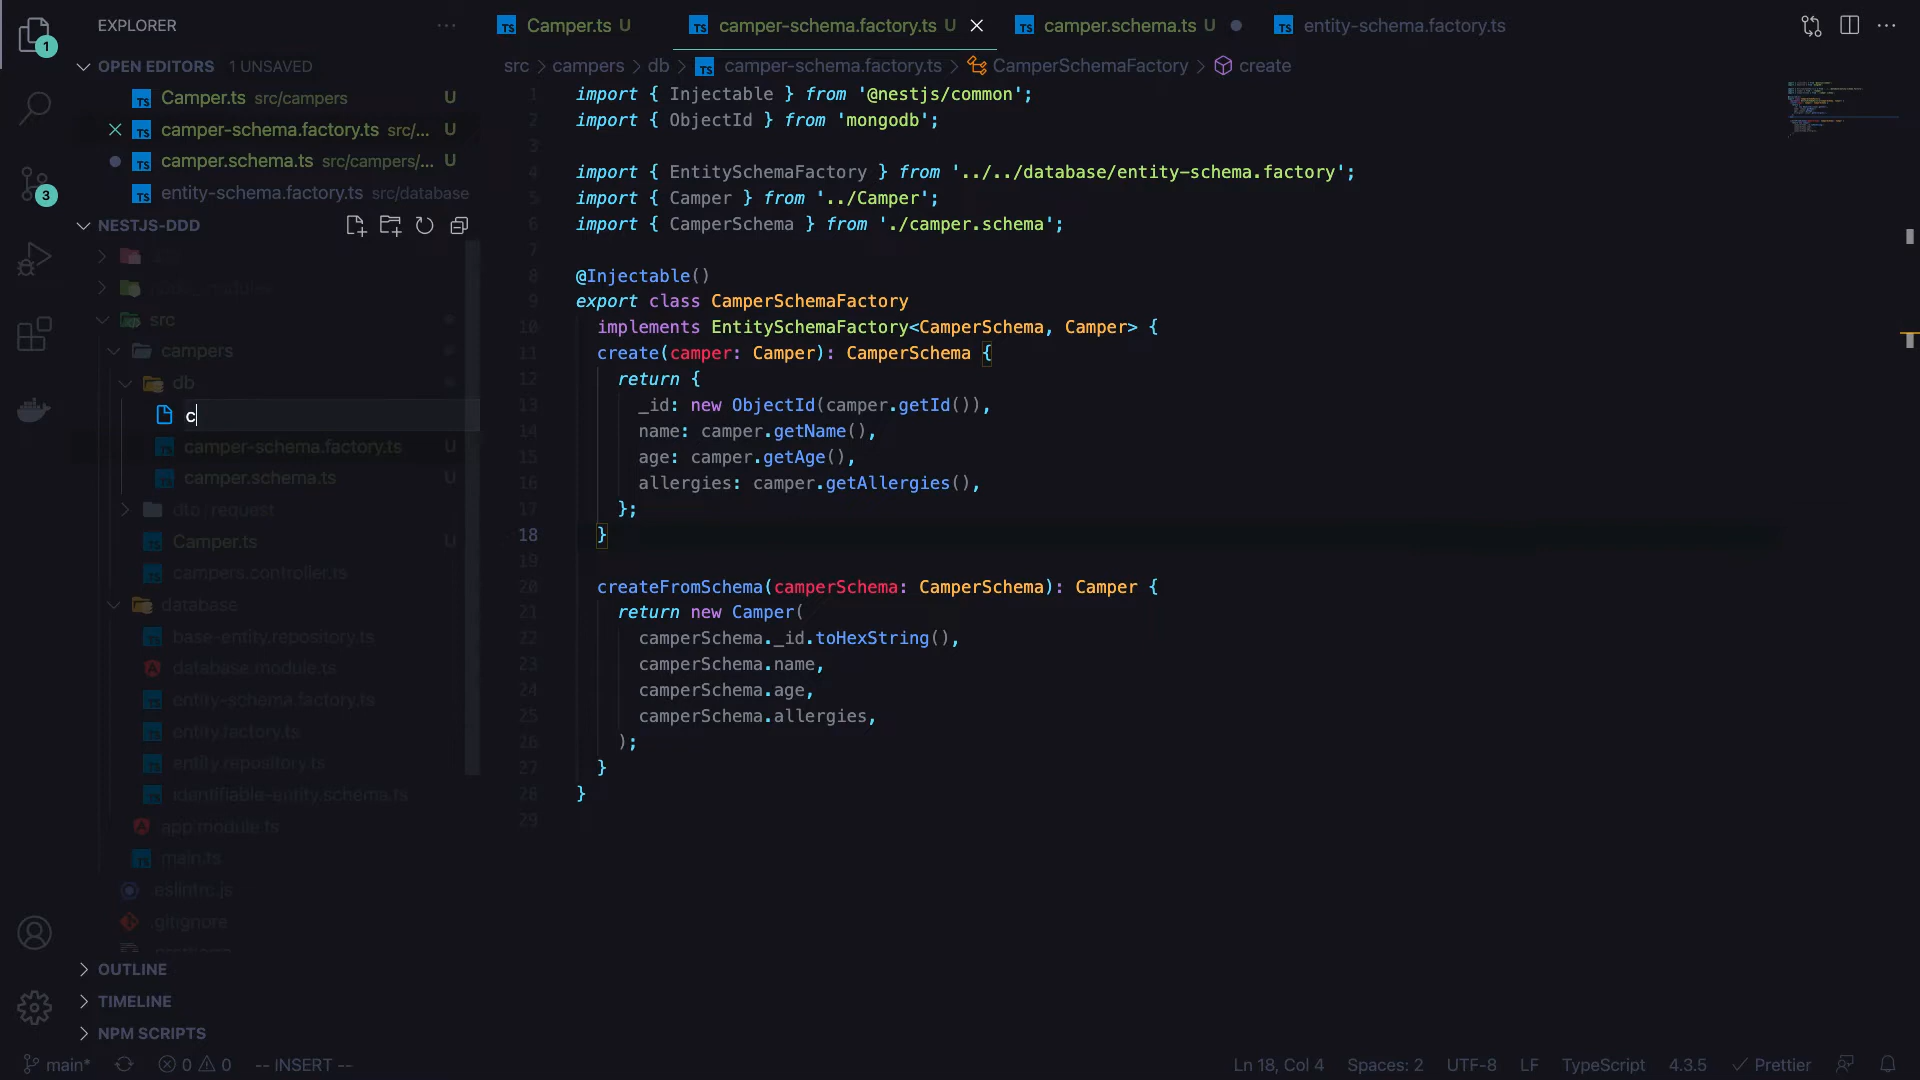 EXPLORER
OPEN EDITORS 1 UNSAVED
Camper.ts src/campers U
camper-schema.factory.ts src/... U
camper.schema.ts src/campers/... U
entity-schema.factory.ts src/database
NESTJS-DDD
node_modules
src
campers
db
c
camper-schema.factory.ts U
camper.schema.ts U
dto/request
Camper.ts U
campers.controller.ts
database
base-entity.repository.ts
database.module.ts
entity-schema.factory.ts
entity.factory.ts
entity.repository.ts
identifiable-entity.schema.ts
app.module.ts
main.ts
.eslintrc.js
.gitignore
OUTLINE
TIMELINE
NPM SCRIPTS
1
3
Camper.ts U
camper-schema.factory.ts U
camper.schema.ts U
entity-schema.factory.ts
src > campers > db > TS camper-schema.factory.ts > CamperSchemaFactory > create
1 import { Injectable } from '@nestjs/common';
2 import { ObjectId } from 'mongodb';
3
4 import { EntitySchemaFactory } from '../../database/entity-schema.factory';
5 import { Camper } from '../Camper';
6 import { CamperSchema } from './camper.schema';
7
8 @Injectable()
9 export class CamperSchemaFactory
10 implements EntitySchemaFactory<CamperSchema, Camper> {
11 create(camper: Camper): CamperSchema {
12 return {
13 _id: new ObjectId(camper.getId()),
14 name: camper.getName(),
15 age: camper.getAge(),
16 allergies: camper.getAllergies(),
17 };
18 }
19
20 createFromSchema(camperSchema: CamperSchema): Camper {
21 return new Camper(
22 camperSchema._id.toHexString(),
23 camperSchema.name,
24 camperSchema.age,
25 camperSchema.allergies,
26 );
27 }
28 }
29
main* 0 0 -- INSERT -- Ln 18, Col 4 Spaces: 2 UTF-8 LF TypeScript 4.3.5 Prettier